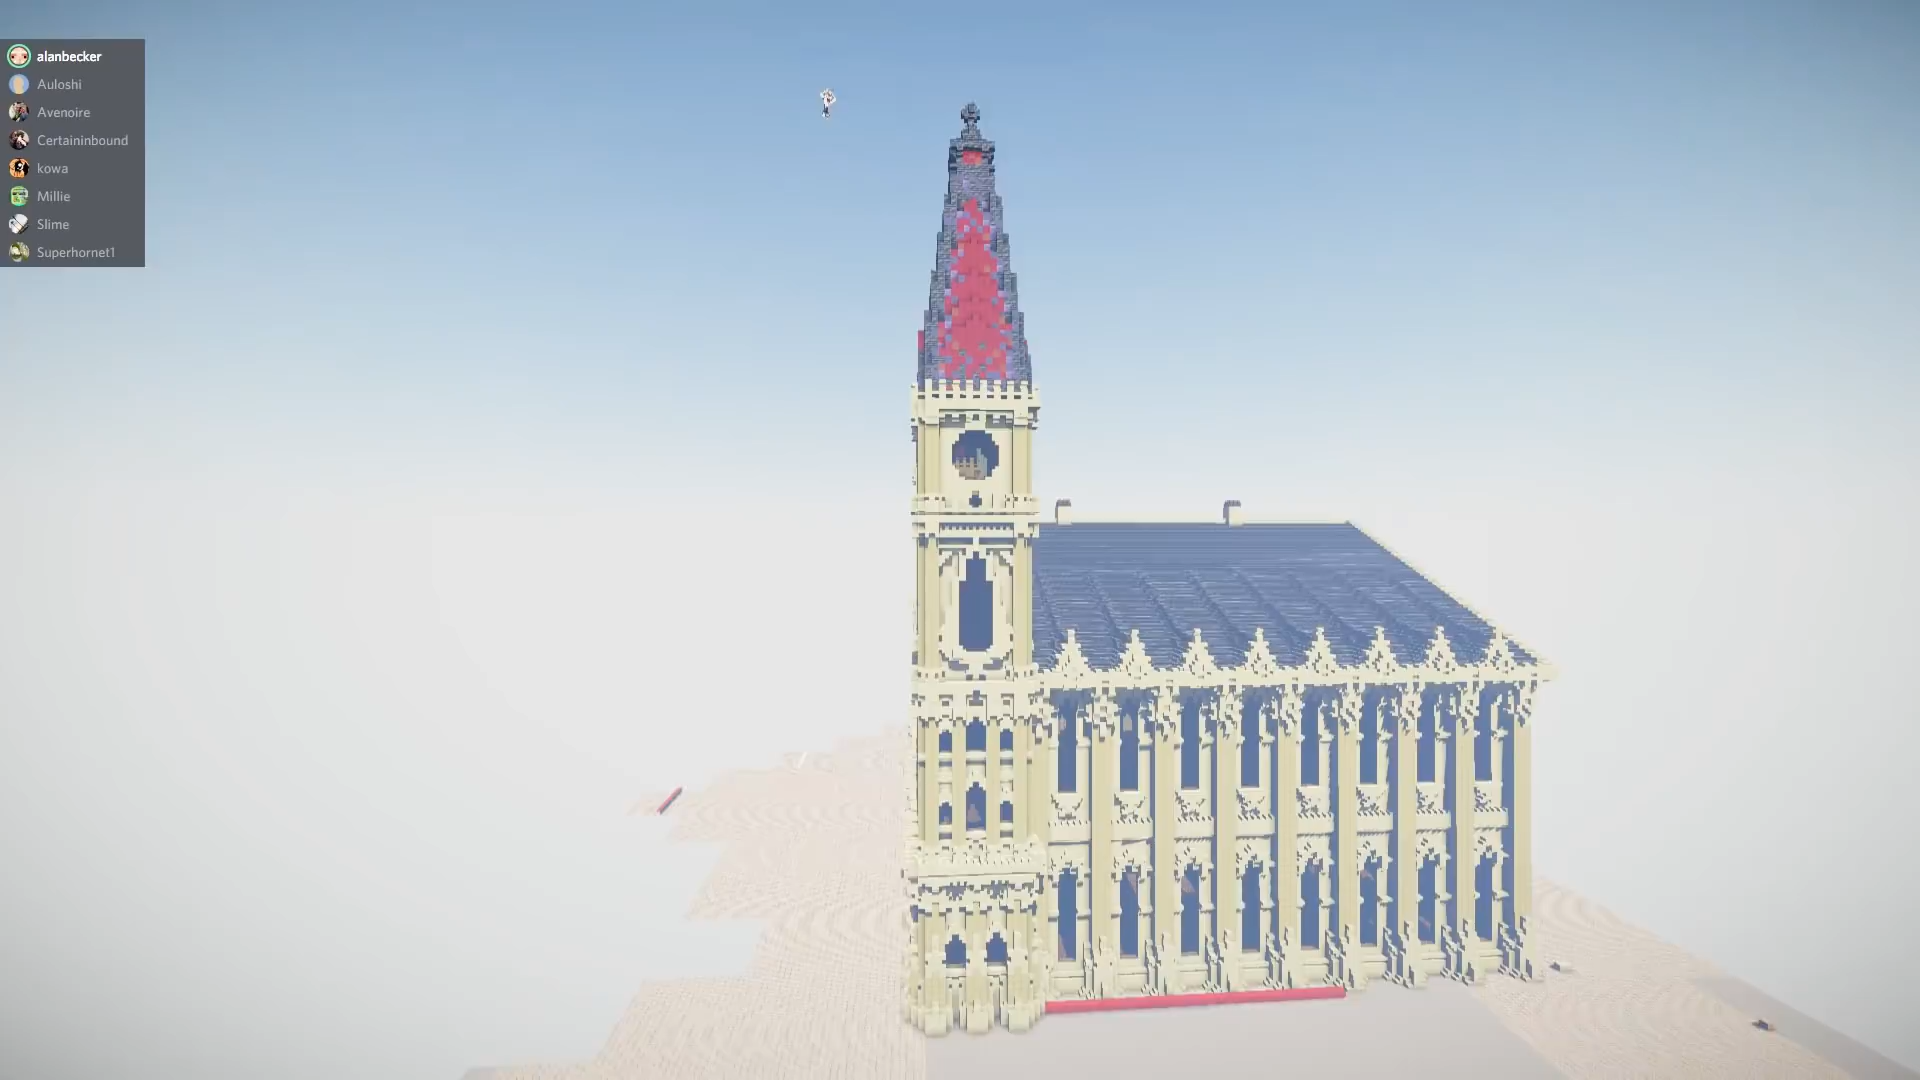 alanbecker
Auloshi
Avenoire
Certaininbound
kowa
Millie
Slime
Superhornet1